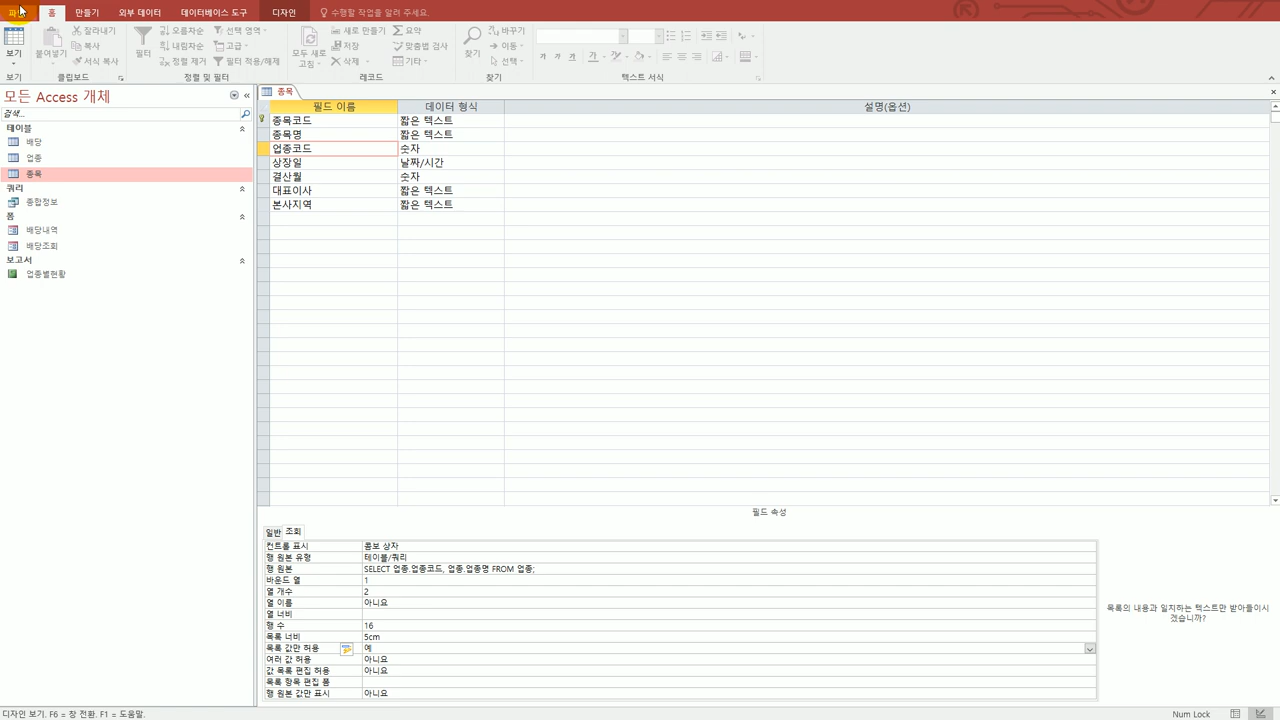 파일 홈 만들기 외부 데이터 데이터베이스 도구 디자인 수행할 작업을 알려 주세요.
보기
보기
붙여넣기
잘라내기
복사
서식 복사
클립보드
필터
오름차순
내림차순
정렬 제거
선택 영역
고급
필터 적용/해제
정렬 및 필터
모두 새로
고침
새로 만들기
저장
삭제
요약
맞춤법 검사
기타
레코드
찾기
바꾸기
이동
선택
찾기
가 가 가
텍스트 서식
모든 Access 개체
검색...
테이블
배당
업종
종목
쿼리
종합정보
폼
배당내역
배당조회
보고서
업종별현황
종목
필드 이름 데이터 형식 설명(옵션)
종목코드 짧은 텍스트
종목명 짧은 텍스트
업종코드 숫자
상장일 날짜/시간
결산월 숫자
대표이사 짧은 텍스트
본사지역 짧은 텍스트
필드 속성
일반 조회
컨트롤 표시 콤보 상자
행 원본 유형 테이블/쿼리
행 원본 SELECT 업종.업종코드, 업종.업종명 FROM 업종;
바운드 열 1
열 개수 2
열 이름 아니요
열 너비
행 수 16
목록 너비 5cm
목록 값만 허용 예
여러 값 허용 아니요
값 목록 편집 허용 아니요
목록 항목 편집 폼
행 원본 값만 표시 아니요
목록의 내용과 일치하는 텍스트만 받아들이시
겠습니까?
디자인 보기. F6 = 창 전환. F1 = 도움말. Num Lock